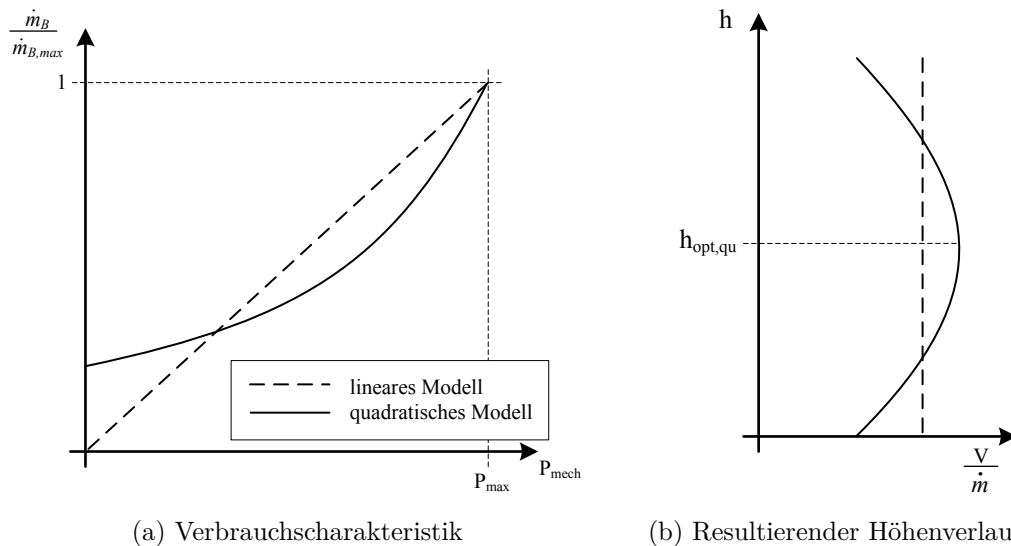 ṁ_B
ṁ_B,max
1
lineares Modell
quadratisches Modell
P_max
P_mech
(a) Verbrauchscharakteristik
h
h_opt,qu
V
ṁ
(b) Resultierender Höhenverlau